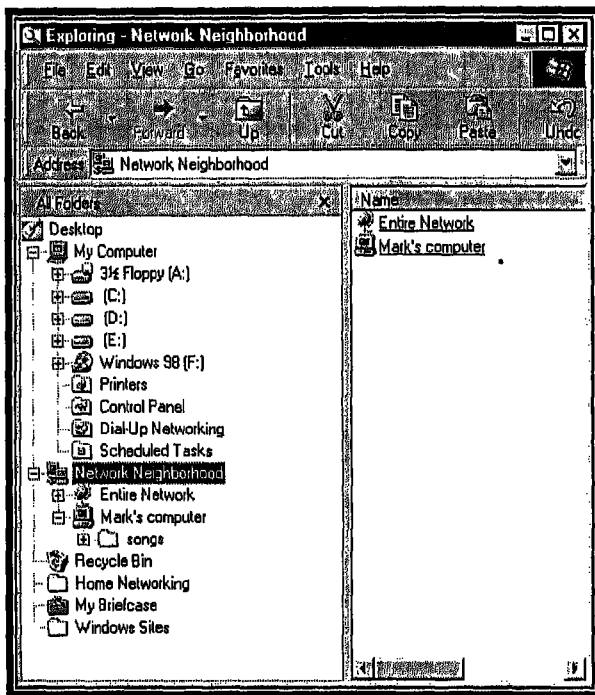 Exploring - Network Neighborhood
File Edit View Go Favorites Tools Help
Back Forward Up Cut Copy Paste Undo
Address Network Neighborhood
All Folders
Desktop
My Computer
3½ Floppy (A:)
(C:)
(D:)
(E:)
Windows 98 (F:)
Printers
Control Panel
Dial-Up Networking
Scheduled Tasks
Network Neighborhood
Entire Network
Mark's computer
songs
Recycle Bin
Home Networking
My Briefcase
Windows Sites
Name
Entire Network
Mark's computer